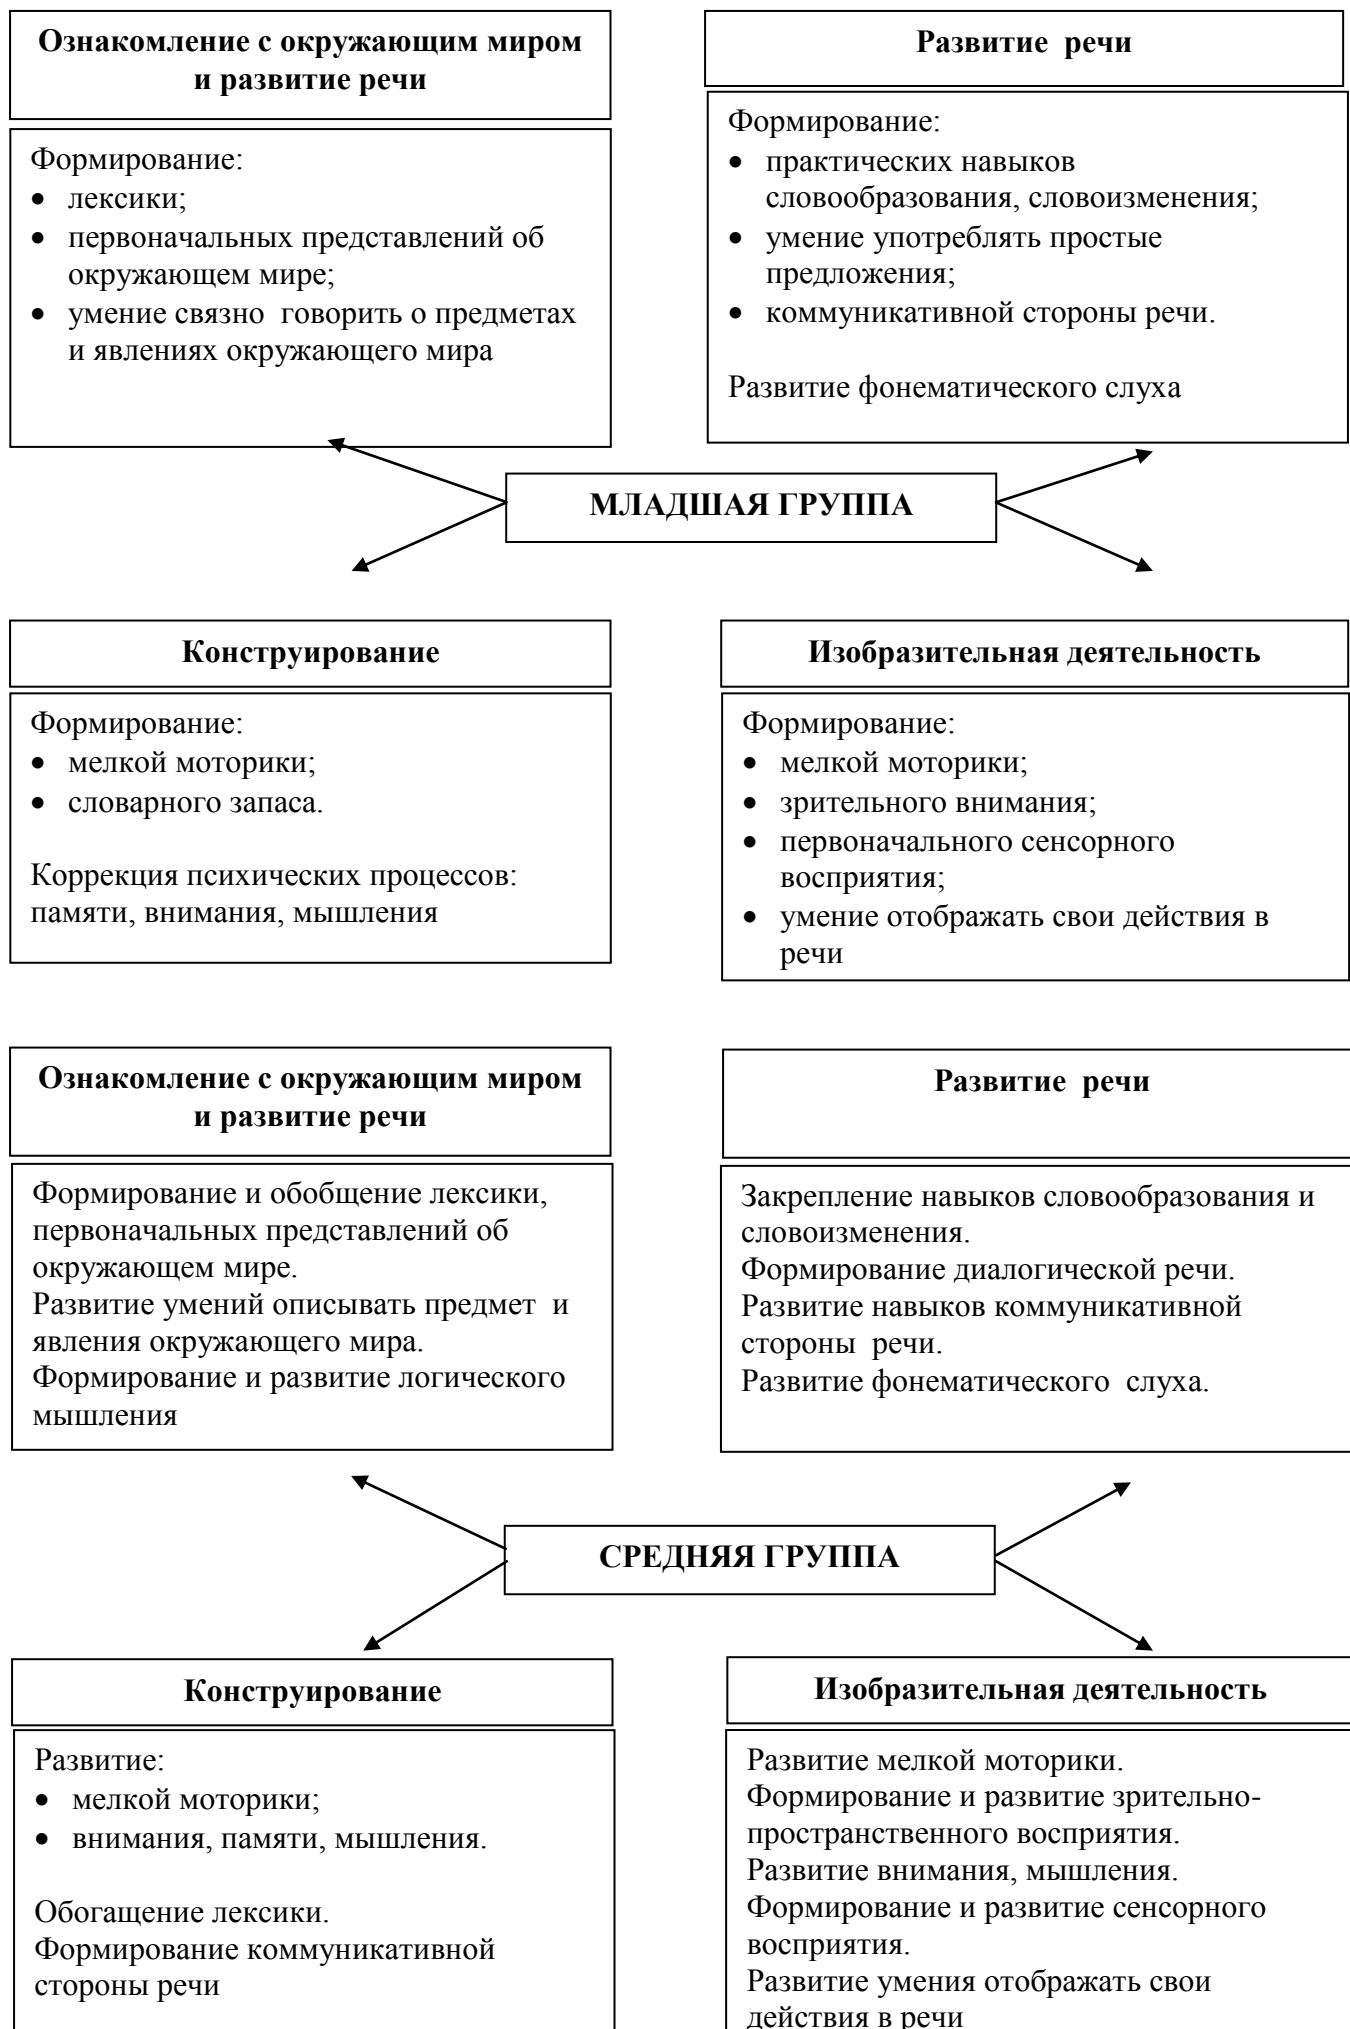 Ознакомление с окружающим миром
и развитие речи
Формирование:
• лексики;
• первоначальных представлений об
окружающем мире;
• умение связно говорить о предметах
и явлениях окружающего мира
Развитие речи
Формирование:
• практических навыков
словообразования, словоизменения;
• умение употреблять простые
предложения;
• коммуникативной стороны речи.
Развитие фонематического слуха
МЛАДШАЯ ГРУППА
Конструирование
Формирование:
• мелкой моторики;
• словарного запаса.
Коррекция психических процессов:
памяти, внимания, мышления
Изобразительная деятельность
Формирование:
• мелкой моторики;
• зрительного внимания;
• первоначального сенсорного
восприятия;
• умение отображать свои действия в
речи
Ознакомление с окружающим миром
и развитие речи
Формирование и обобщение лексики,
первоначальных представлений об
окружающем мире.
Развитие умений описывать предмет и
явления окружающего мира.
Формирование и развитие логического
мышления
Развитие речи
Закрепление навыков словообразования и
словоизменения.
Формирование диалогической речи.
Развитие навыков коммуникативной
стороны речи.
Развитие фонематического слуха.
СРЕДНЯЯ ГРУППА
Конструирование
Развитие:
• мелкой моторики;
• внимания, памяти, мышления.
Обогащение лексики.
Формирование коммуникативной
стороны речи
Изобразительная деятельность
Развитие мелкой моторики.
Формирование и развитие зрительно-
пространственного восприятия.
Развитие внимания, мышления.
Формирование и развитие сенсорного
восприятия.
Развитие умения отображать свои
действия в речи